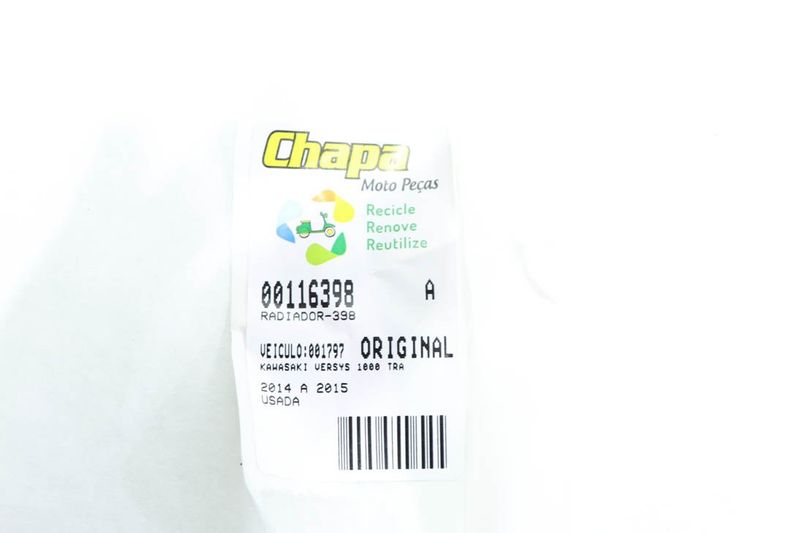 Chapa
Moto Peças
Recicle
Renove
Reutilize
00116398 A
RADIADOR-398
VEICULO:001797 ORIGINAL
KAWASAKI VERSYS 1000 TRA
2014 A 2015
USADA